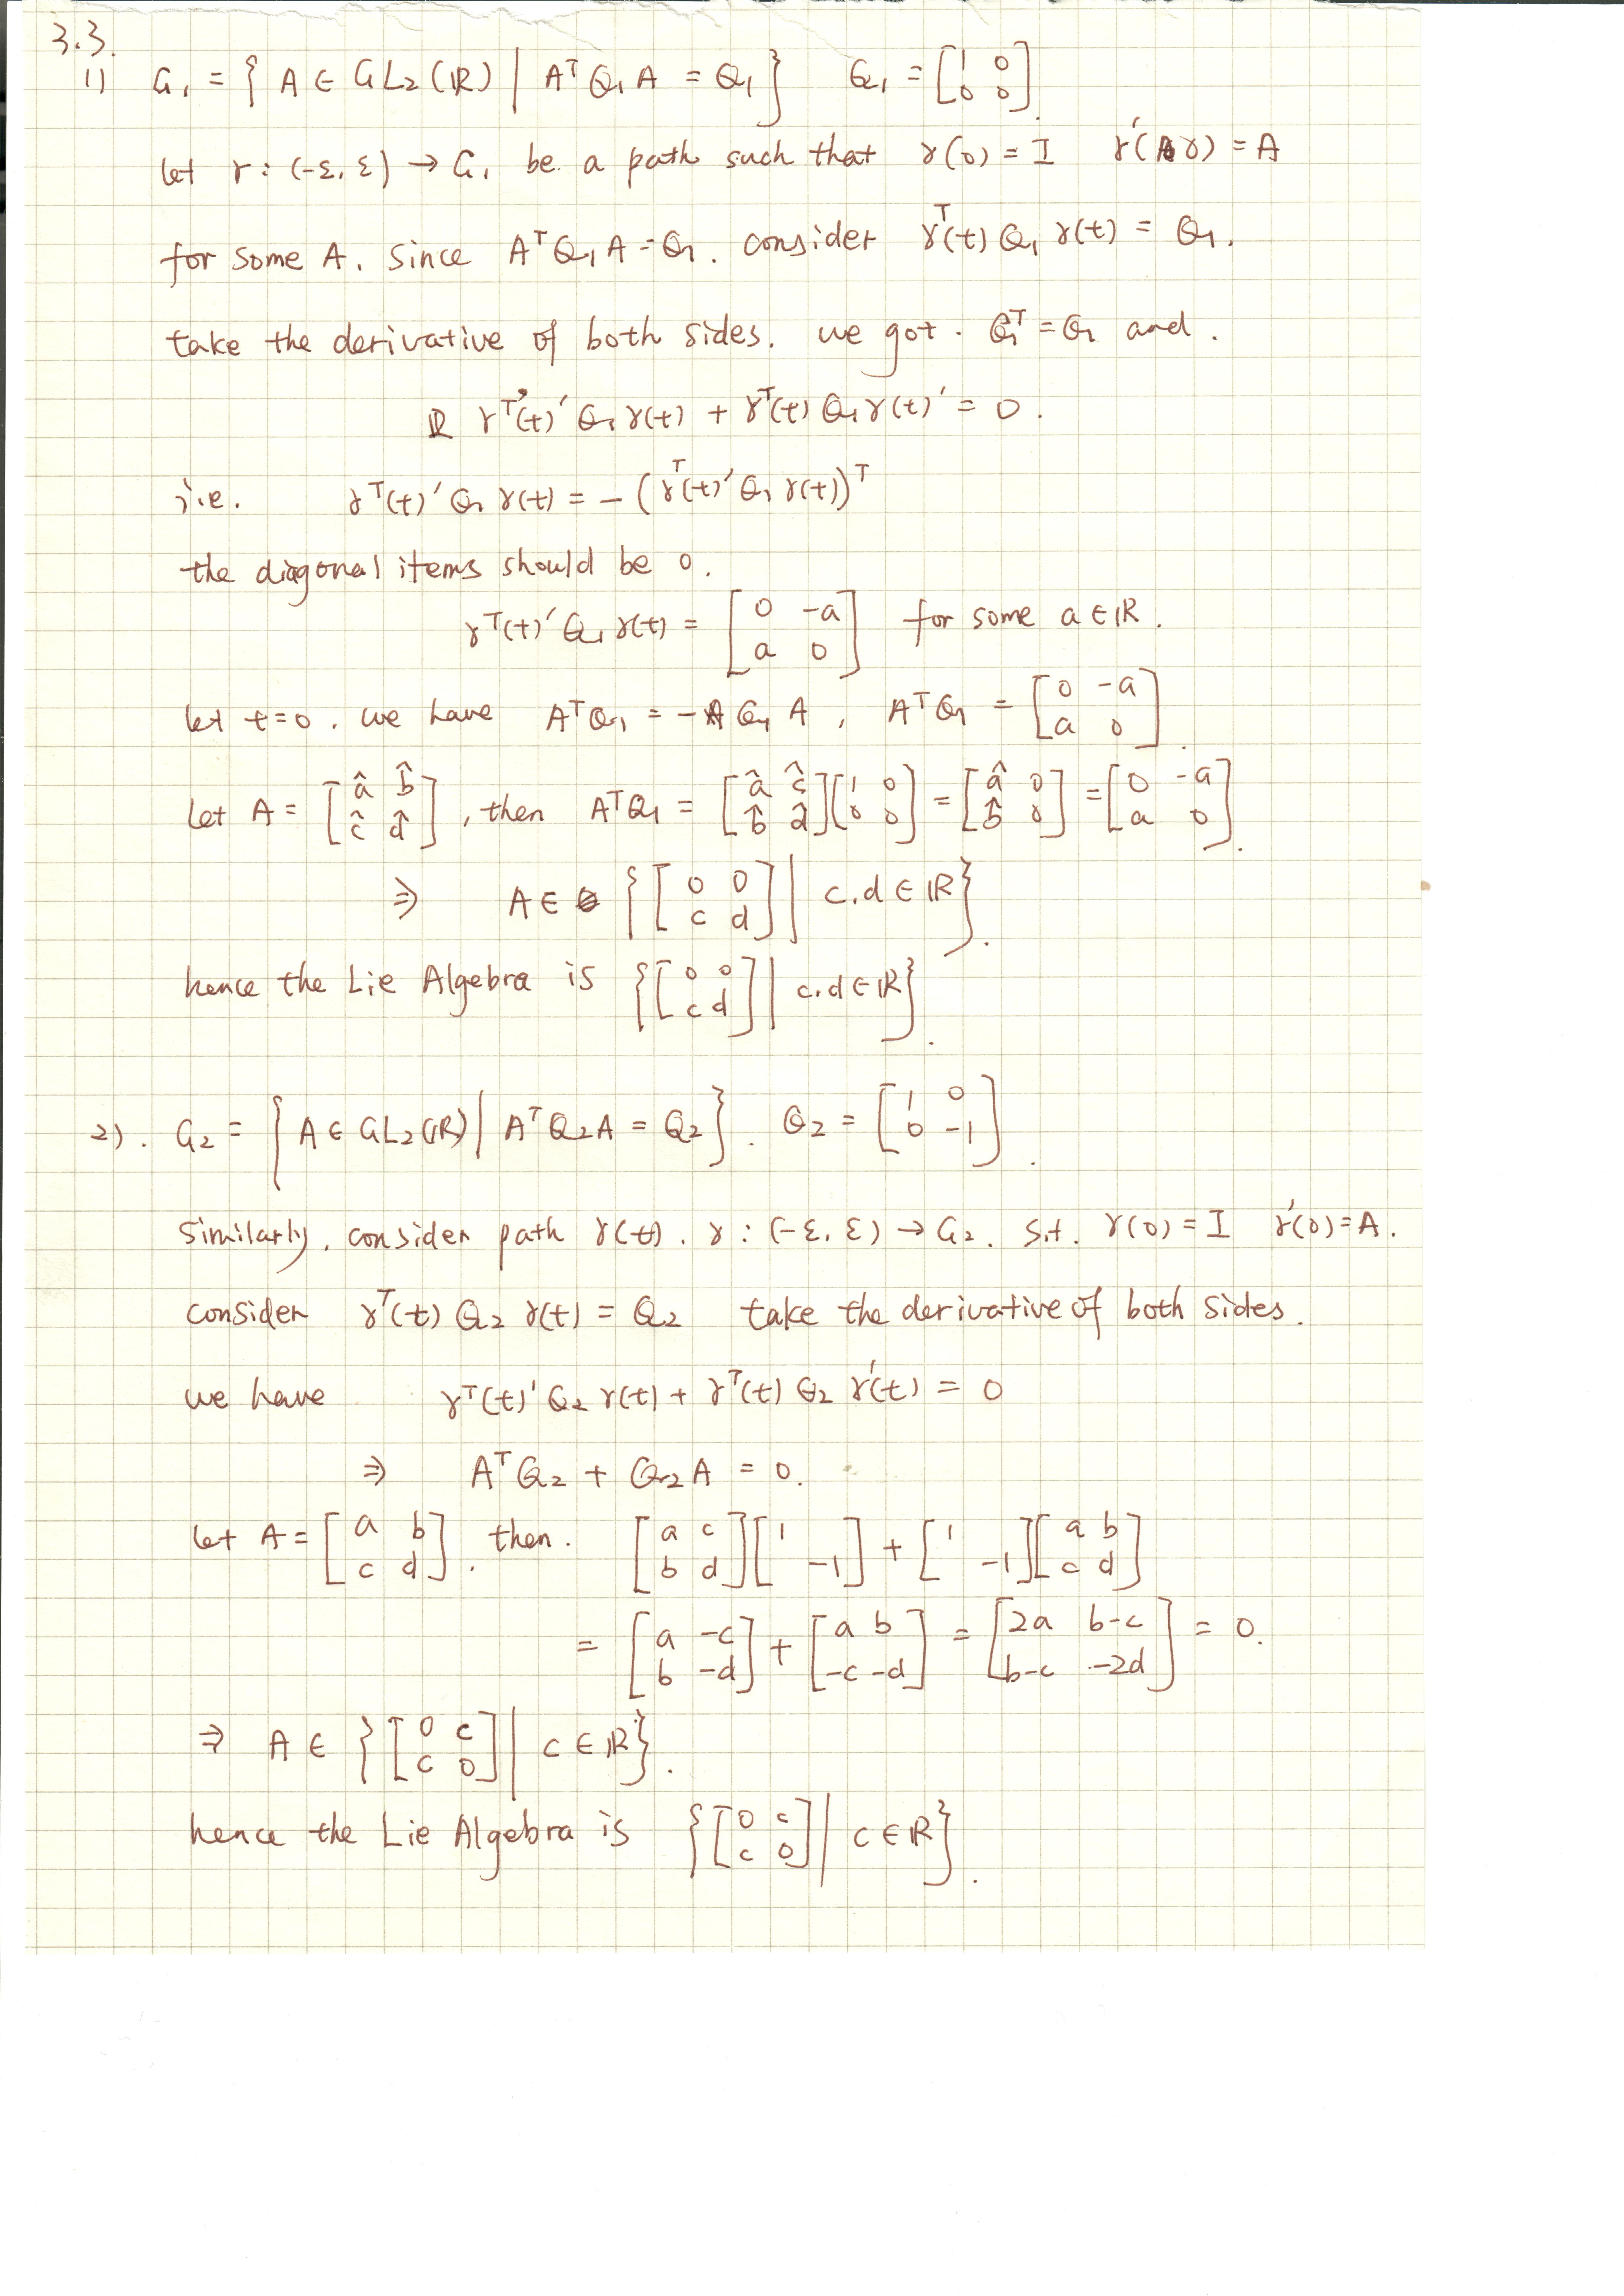 3.3.
1) G₁ = { A ∈ GL₂(ℝ) | Aᵀ Q₁ A = Q₁ } Q₁ = [1 0; 0 0].
let γ : (-ε, ε) → G₁ be a path such that γ(0) = I γ'(0) = A
for some A. Since Aᵀ Q₁ A = Q₁. consider γᵀ(t) Q₁ γ(t) = Q₁.
take the derivative of both sides. we got. Q₁ᵀ = Q₁ and.
γᵀ(t)' Q₁ γ(t) + γᵀ(t) Q₁ γ(t)' = 0.
i.e. γᵀ(t)' Q₁ γ(t) = - (γᵀ(t)' Q₁ γ(t))ᵀ
the diagonal items should be 0.
γᵀ(t)' Q₁ γ(t) = [0 -a; a 0] for some a ∈ ℝ.
let t=0. we have AᵀQ₁ = - Q₁ A, AᵀQ₁ = [0 -a; a 0].
Let A = [â b̂; ĉ d̂], then AᵀQ₁ = [â ĉ; b̂ d̂][1 0; 0 0] = [â 0; b̂ 0] = [0 -a; a 0].
⇒ A ∈ { [0 0; c d] | c.d ∈ ℝ }.
hence the Lie Algebra is { [0 0; c d] | c.d ∈ ℝ }.
2). G₂ = { A ∈ GL₂(ℝ) | AᵀQ₂A = Q₂ }. Q₂ = [1 0; 0 -1].
Similarly, consider path γ(t). γ : (-ε, ε) → G₂. s.t. γ(0) = I γ'(0) = A.
consider γᵀ(t) Q₂ γ(t) = Q₂ take the derivative of both sides.
we have γᵀ(t)' Q₂ γ(t) + γᵀ(t) Q₂ γ'(t) = 0
⇒ AᵀQ₂ + Q₂A = 0.
let A = [a b; c d]. then. [a c; b d][1 ; -1] + [1 ; -1][a b; c d]
= [a -c; b -d] + [a b; -c -d] = [2a b-c; b-c -2d] = 0.
⇒ A ∈ { [0 c; c 0] | c ∈ ℝ }.
hence the Lie Algebra is { [0 c; c 0] | c ∈ ℝ }.